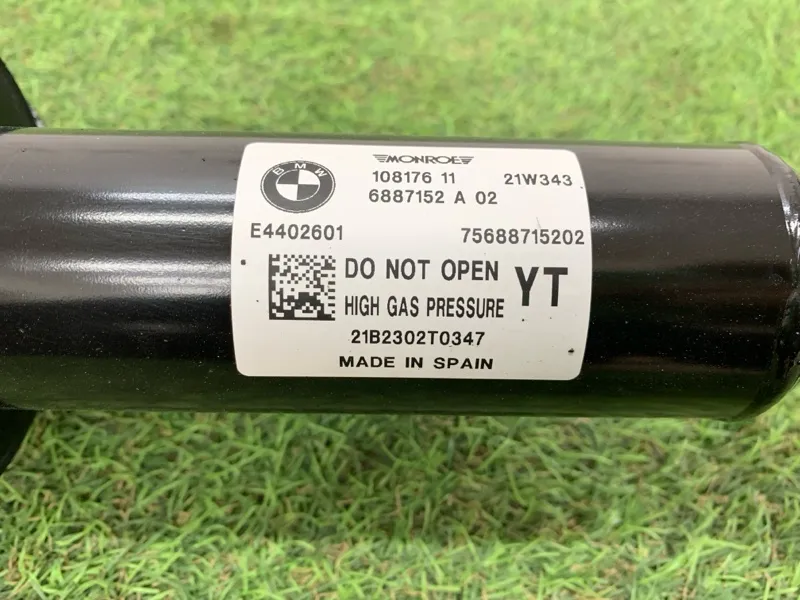 BMW
MONROE
108176 11 21W343
6887152 A 02
E4402601 75688715202
DO NOT OPEN YT
HIGH GAS PRESSURE
21B2302T0347
MADE IN SPAIN